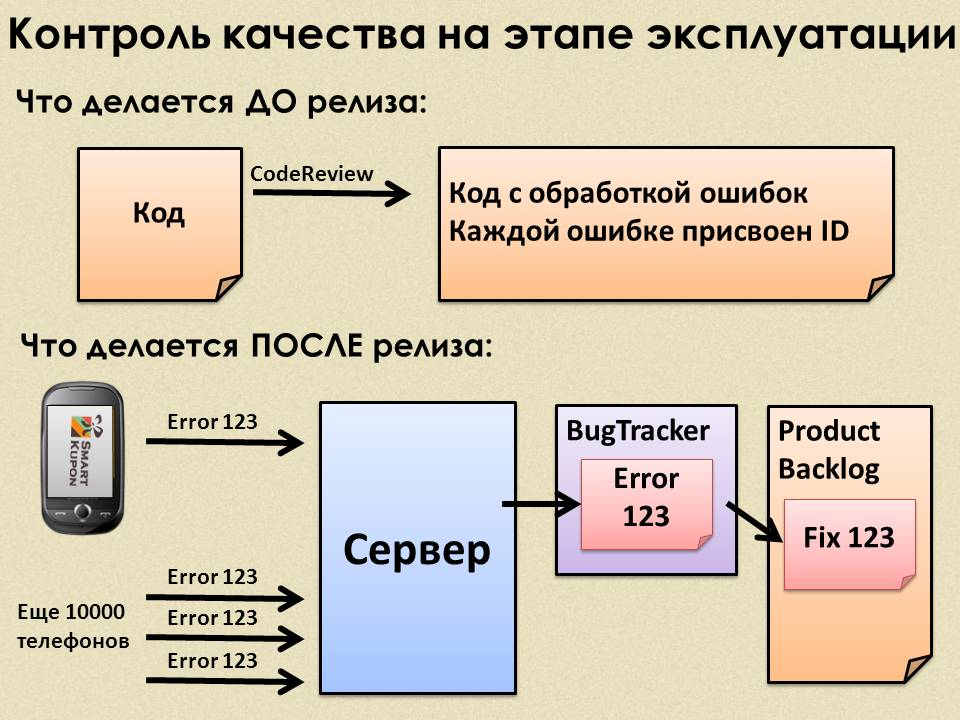 Контроль качества на этапе эксплуатации
Что делается ДО релиза:
Код
CodeReview
Код с обработкой ошибок
Каждой ошибке присвоен ID
Что делается ПОСЛЕ релиза:
SMART
KUPON
Error 123
Сервер
BugTracker
Error
123
Product
Backlog
Fix 123
Еще 10000
телефонов
Error 123
Error 123
Error 123